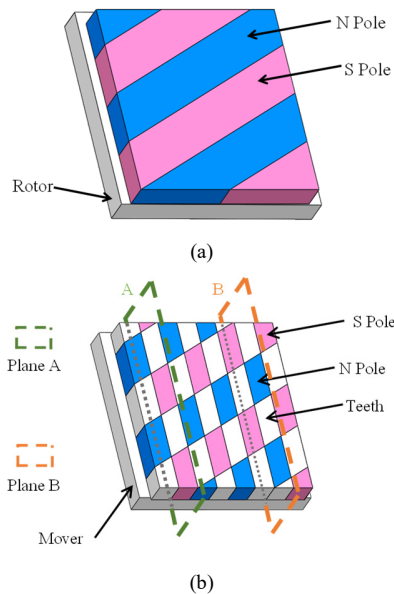 N Pole
S Pole
Rotor
(a)
A
B
S Pole
N Pole
Plane A
Teeth
Plane B
Mover
(b)